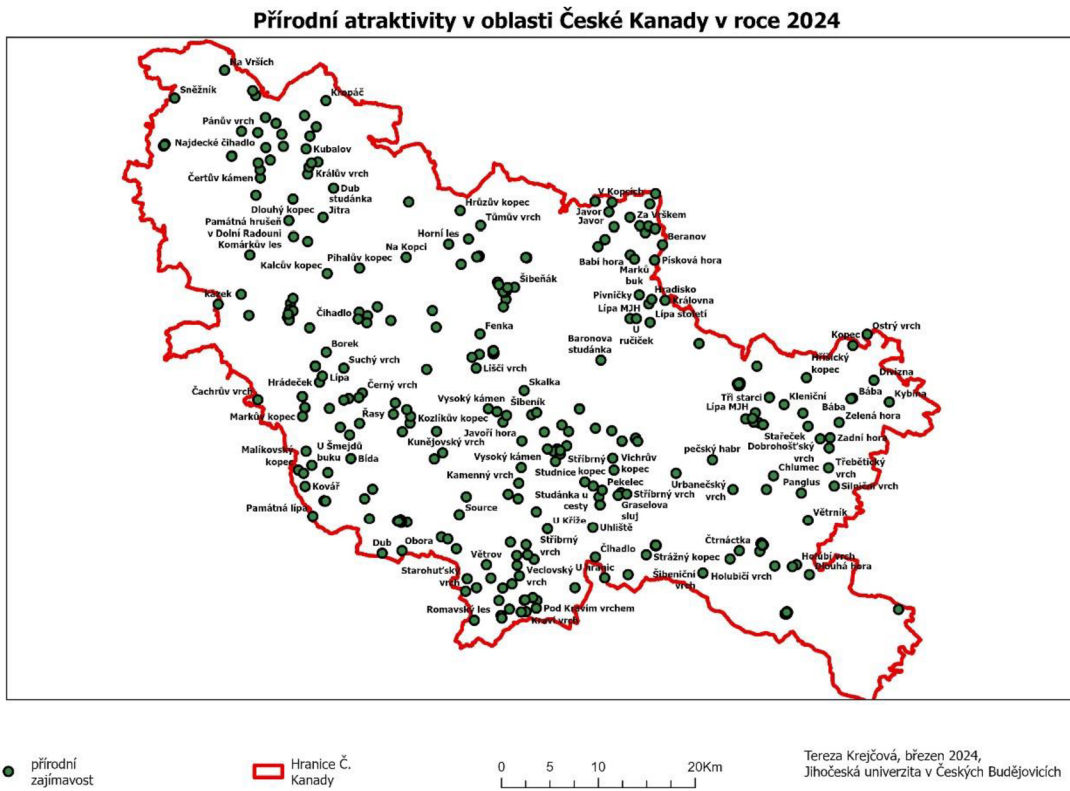 Přírodní atraktivity v oblasti České Kanady v roce 2024
Na Vrších
Sněžník
Kropáč
Pánův vrch
Najdecké čihadlo
Kubalov
Čertův kámen
Králův vrch
Dub
studánka
Dlouhý kopec
Jitra
Památná hrušeň
v Dolní Radouni
Komárkův les
Hrůzkův kopec
Tůmův vrch
Horní les
Na Kopci
Pihalův kopec
Kalcův kopec
V Kopcích
Javor
Javor
Za Vrškem
Beranov
Babí hora
Marků
buk
Písková hora
Šibeňák
Pivničky
Hradisko
Královna
Lípa MJH
Lípa století
U
ručiček
kázek
Čihadlo
Fenka
Baronova
studánka
Ostrý vrch
Kopec
Borek
Suchý vrch
Lišči vrch
Hříšický
kopec
Divizna
Hrádeček
Lípa
Čachrův vrch
Černý vrch
Skalka
Tři starci
Kleniční
Bába
Kybina
Markův kopec
Řasy
Kozlíkův kopec
Vysoký kámen
Šibeník
Lípa MJH
Bába
Zelená hora
Javoří hora
Kunějovský vrch
Stařeček
Zadní hora
Malíkovský
kopec
U Šmejdů
buku
Bída
Vysoký kámen
Stříbrný
kopec
Studnice
Vichrův
kopec
pečský habr
Dobrohošťský
vrch
Třebětický
vrch
Chlumec
Kamenný vrch
Pekelec
Urbanečský
vrch
Panglus
Silniční vrch
Kovář
Studánka u
cesty
Stříbrný vrch
Graselova
sluj
Památná lípa
Source
U Kříže
Uhliště
Větrník
Dub
Obora
Stříbrný
vrch
Větrov
Čihadlo
Čtrnáctka
Strážný kopec
Holubí vrch
Dlouhá hora
Starohuťský
vrch
Veclovský
vrch
U hranic
Šibeniční
vrch
Holubičí vrch
Romavský les
Pod Kravím vrchem
Kraví vrch
přírodní
zajímavost
Hranice Č.
Kanady
0 5 10 20Km
Tereza Krejčová, březen 2024,
Jihočeská univerzita v Českých Budějovicích